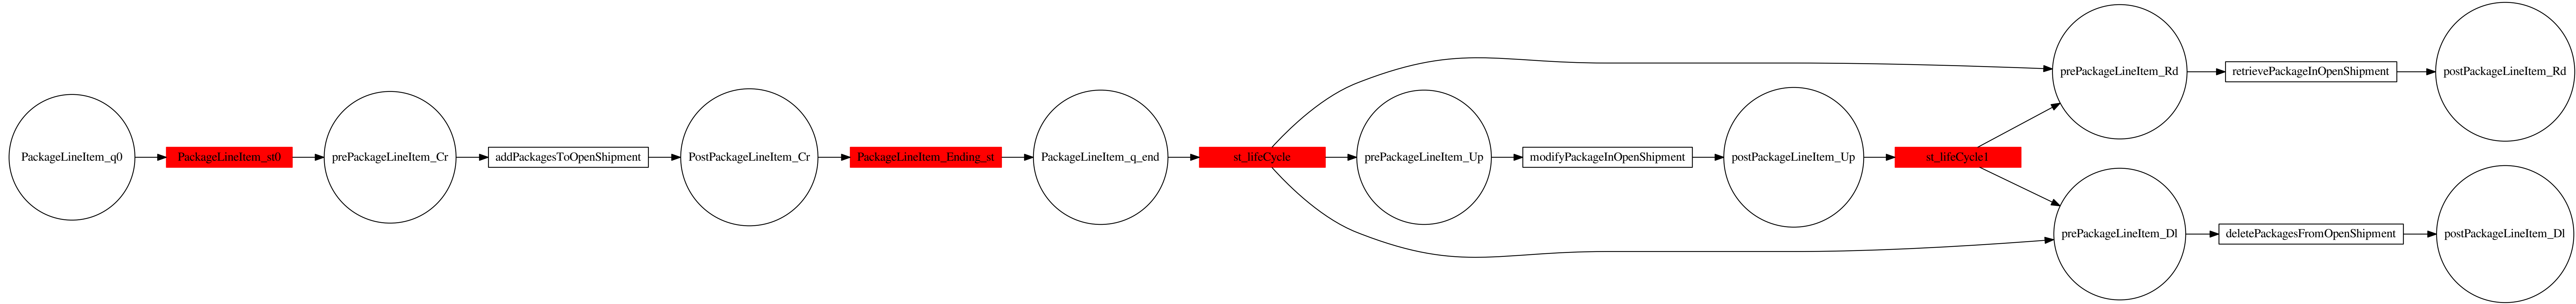 PackageLineItem_q0
PackageLineItem_st0
prePackageLineItem_Cr
addPackagesToOpenShipment
PostPackageLineItem_Cr
PackageLineItem_Ending_st
PackageLineItem_q_end
st_lifeCycle
prePackageLineItem_Up
modifyPackageInOpenShipment
postPackageLineItem_Up
st_lifeCycle1
prePackageLineItem_Rd
retrievePackageInOpenShipment
postPackageLineItem_Rd
prePackageLineItem_Dl
deletePackagesFromOpenShipment
postPackageLineItem_Dl